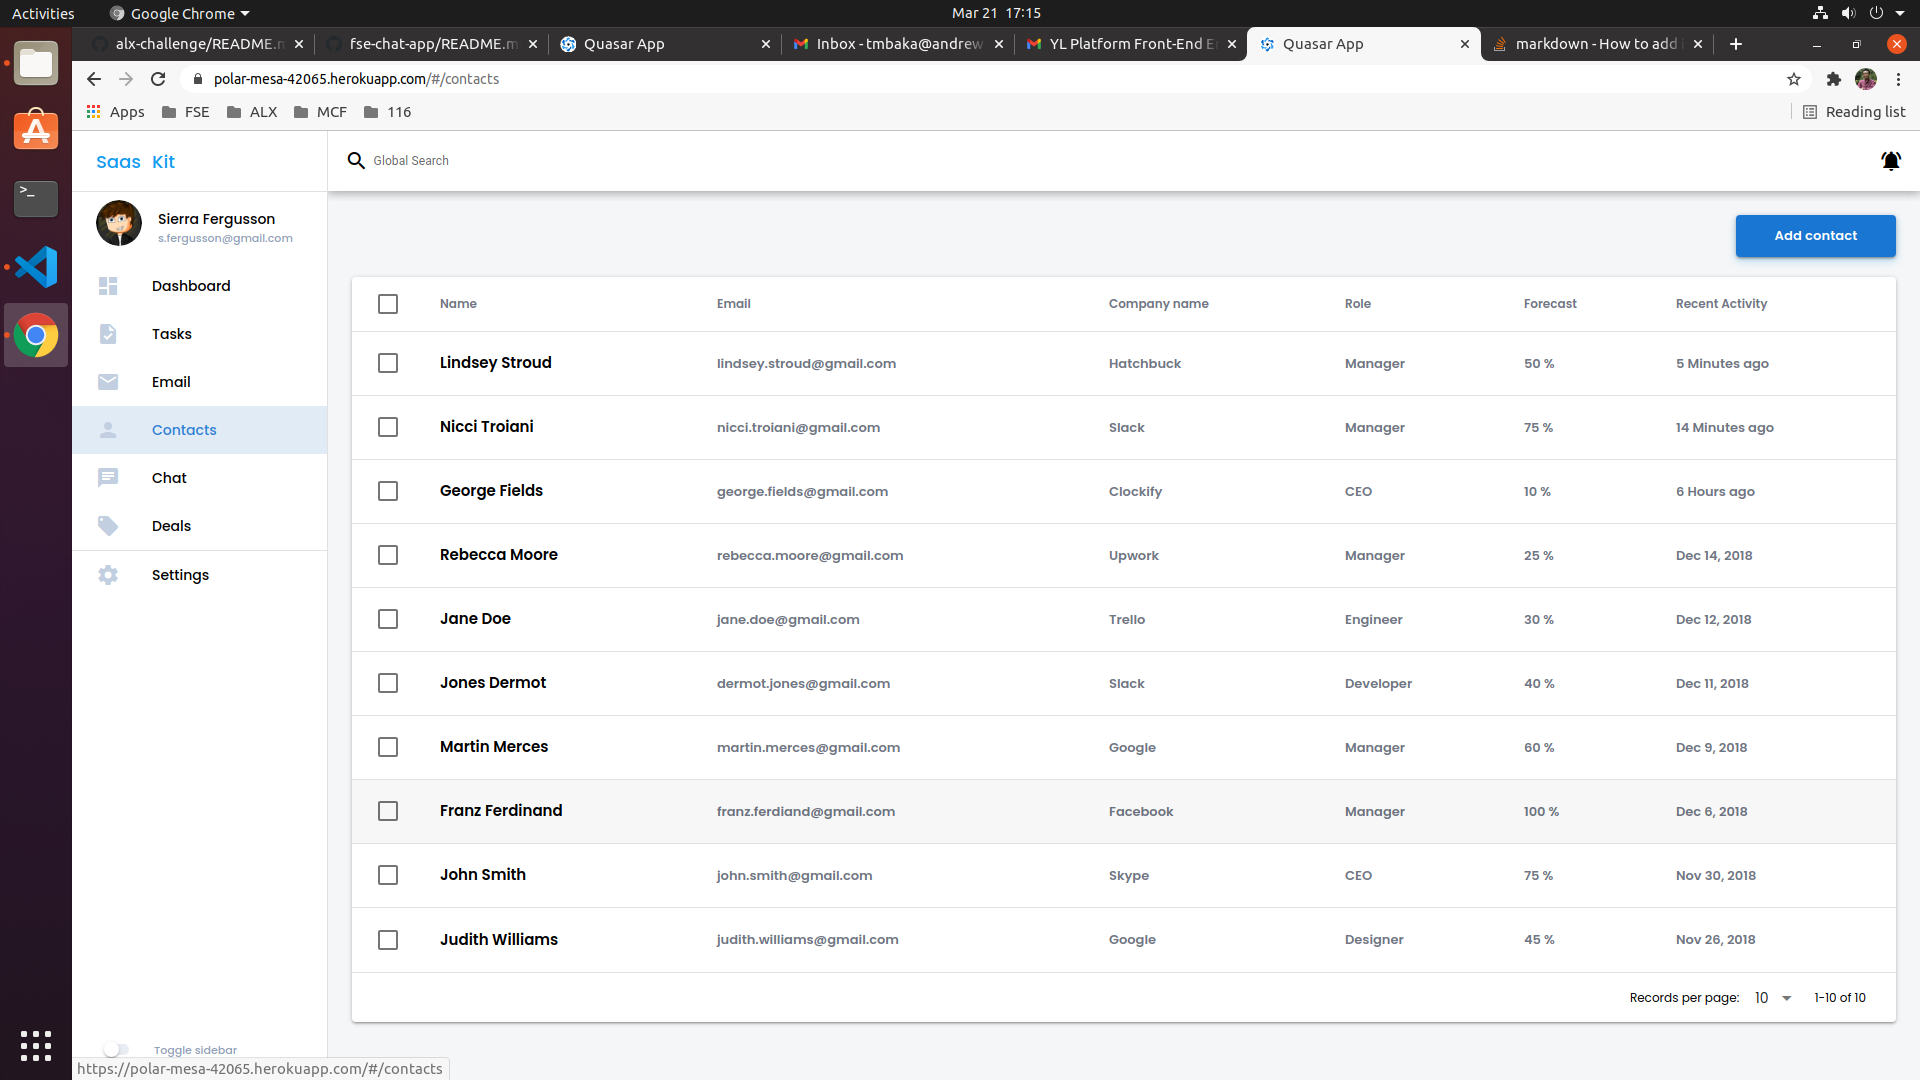 Activities Google Chrome Mar 21 17:15
alx-challenge/README.m fse-chat-app/README.m Quasar App Inbox - tmbaka@andrew YL Platform Front-End E Quasar App markdown - How to add
polar-mesa-42065.herokuapp.com/#/contacts
Apps FSE ALX MCF 116 Reading list
Saas Kit
Global Search
Sierra Fergusson
s.fergusson@gmail.com
Add contact
Dashboard
Tasks
Email
Contacts
Chat
Deals
Settings
Name Email Company name Role Forecast Recent Activity
Lindsey Stroud lindsey.stroud@gmail.com Hatchbuck Manager 50 % 5 Minutes ago
Nicci Troiani nicci.troiani@gmail.com Slack Manager 75 % 14 Minutes ago
George Fields george.fields@gmail.com Clockify CEO 10 % 6 Hours ago
Rebecca Moore rebecca.moore@gmail.com Upwork Manager 25 % Dec 14, 2018
Jane Doe jane.doe@gmail.com Trello Engineer 30 % Dec 12, 2018
Jones Dermot dermot.jones@gmail.com Slack Developer 40 % Dec 11, 2018
Martin Merces martin.merces@gmail.com Google Manager 60 % Dec 9, 2018
Franz Ferdinand franz.ferdiand@gmail.com Facebook Manager 100 % Dec 6, 2018
John Smith john.smith@gmail.com Skype CEO 75 % Nov 30, 2018
Judith Williams judith.williams@gmail.com Google Designer 45 % Nov 26, 2018
Records per page: 10 1-10 of 10
Toggle sidebar
https://polar-mesa-42065.herokuapp.com/#/contacts